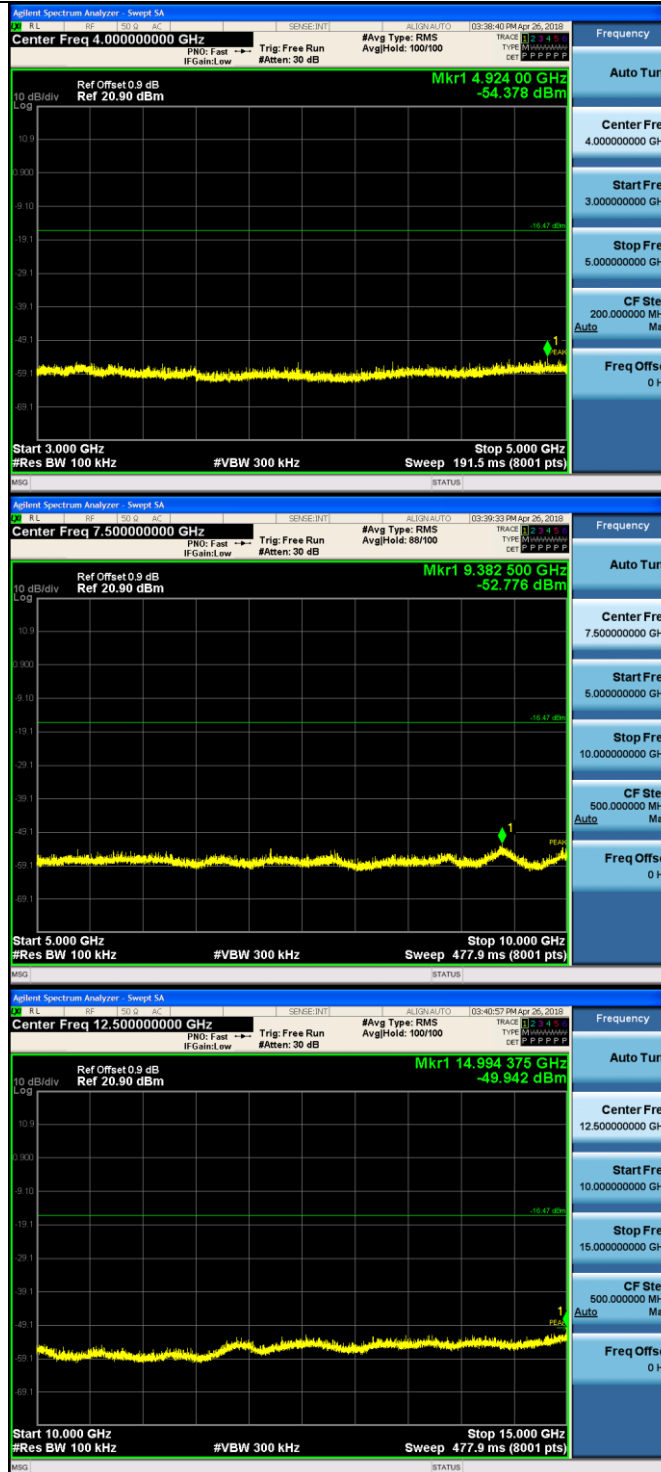 Agilent Spectrum Analyzer - Swept SA
RL RF 50 Ω AC SENSE:INT ALIGNAUTO 03:38:40 PM Apr 26, 2018
Center Freq 4.000000000 GHz #Avg Type: RMS TRACE 1 2 3 4 5 6
PNO: Fast Trig: Free Run Avg|Hold: 100/100 TYPE M
IFGain:Low #Atten: 30 dB DET P P P P P P
Frequency
Auto Tun
Mkr1 4.924 00 GHz
Ref Offset 0.9 dB
10 dB/div Ref 20.90 dBm -54.378 dBm
Log
10.9
0.900
-9.10
-16.47 dBm
-19.1
-29.1
-39.1
-49.1
1
PEAK
-59.1
-69.1
Start 3.000 GHz Stop 5.000 GHz
#Res BW 100 kHz #VBW 300 kHz Sweep 191.5 ms (8001 pts)
MSG STATUS
Center Fre
4.000000000 GH
Start Fre
3.000000000 GH
Stop Fre
5.000000000 GH
CF Ste
200.000000 MH
Auto Ma
Freq Offse
0 H
Agilent Spectrum Analyzer - Swept SA
RL RF 50 Ω AC SENSE:INT ALIGNAUTO 03:39:33 PM Apr 26, 2018
Center Freq 7.500000000 GHz #Avg Type: RMS TRACE 1 2 3 4 5 6
PNO: Fast Trig: Free Run Avg|Hold: 88/100 TYPE M
IFGain:Low #Atten: 30 dB DET P P P P P P
Frequency
Auto Tun
Mkr1 9.382 500 GHz
Ref Offset 0.9 dB
10 dB/div Ref 20.90 dBm -52.776 dBm
Log
10.9
0.900
-9.10
-16.47 dBm
-19.1
-29.1
-39.1
-49.1
1
PEAK
-59.1
-69.1
Start 5.000 GHz Stop 10.000 GHz
#Res BW 100 kHz #VBW 300 kHz Sweep 477.9 ms (8001 pts)
MSG STATUS
Center Fre
7.500000000 GH
Start Fre
5.000000000 GH
Stop Fre
10.000000000 GH
CF Ste
500.000000 MH
Auto Ma
Freq Offse
0 H
Agilent Spectrum Analyzer - Swept SA
RL RF 50 Ω AC SENSE:INT ALIGNAUTO 03:40:57 PM Apr 26, 2018
Center Freq 12.500000000 GHz #Avg Type: RMS TRACE 1 2 3 4 5 6
PNO: Fast Trig: Free Run Avg|Hold: 100/100 TYPE M
IFGain:Low #Atten: 30 dB DET P P P P P P
Frequency
Auto Tun
Mkr1 14.994 375 GHz
Ref Offset 0.9 dB
10 dB/div Ref 20.90 dBm -49.942 dBm
Log
10.9
0.900
-9.10
-16.47 dBm
-19.1
-29.1
-39.1
-49.1
1
PEAK
-59.1
-69.1
Start 10.000 GHz Stop 15.000 GHz
#Res BW 100 kHz #VBW 300 kHz Sweep 477.9 ms (8001 pts)
MSG STATUS
Center Fre
12.500000000 GH
Start Fre
10.000000000 GH
Stop Fre
15.000000000 GH
CF Ste
500.000000 MH
Auto Ma
Freq Offse
0 H